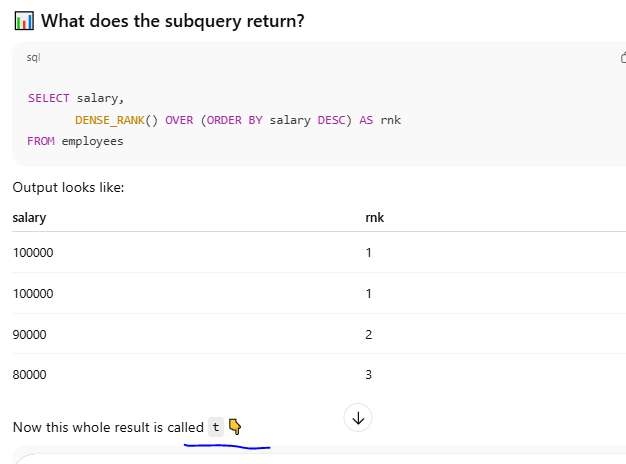 📊 What does the subquery return?
sql
SELECT salary,
DENSE_RANK() OVER (ORDER BY salary DESC) AS rnk
FROM employees
Output looks like:
salary rnk
100000 1
100000 1
90000 2
80000 3
Now this whole result is called t 👇